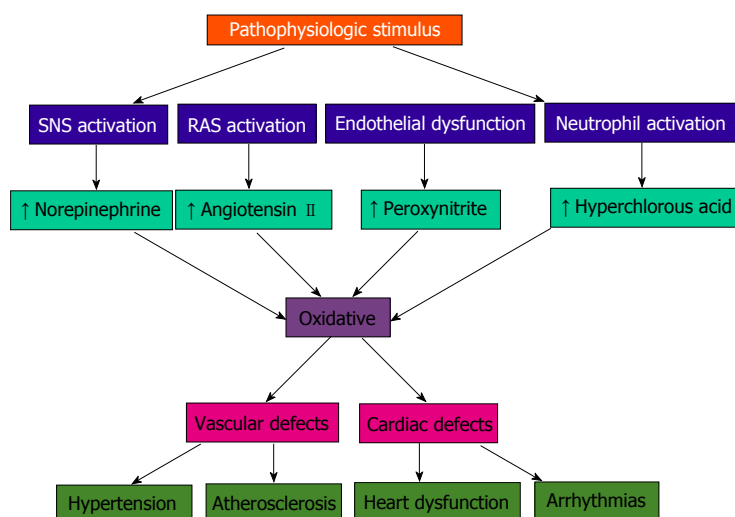 Pathophysiologic stimulus
SNS activation
RAS activation
Endothelial dysfunction
Neutrophil activation
↑ Norepinephrine
↑ Angiotensin Ⅱ
↑ Peroxynitrite
↑ Hyperchlorous acid
Oxidative
Vascular defects
Cardiac defects
Hypertension
Atherosclerosis
Heart dysfunction
Arrhythmias